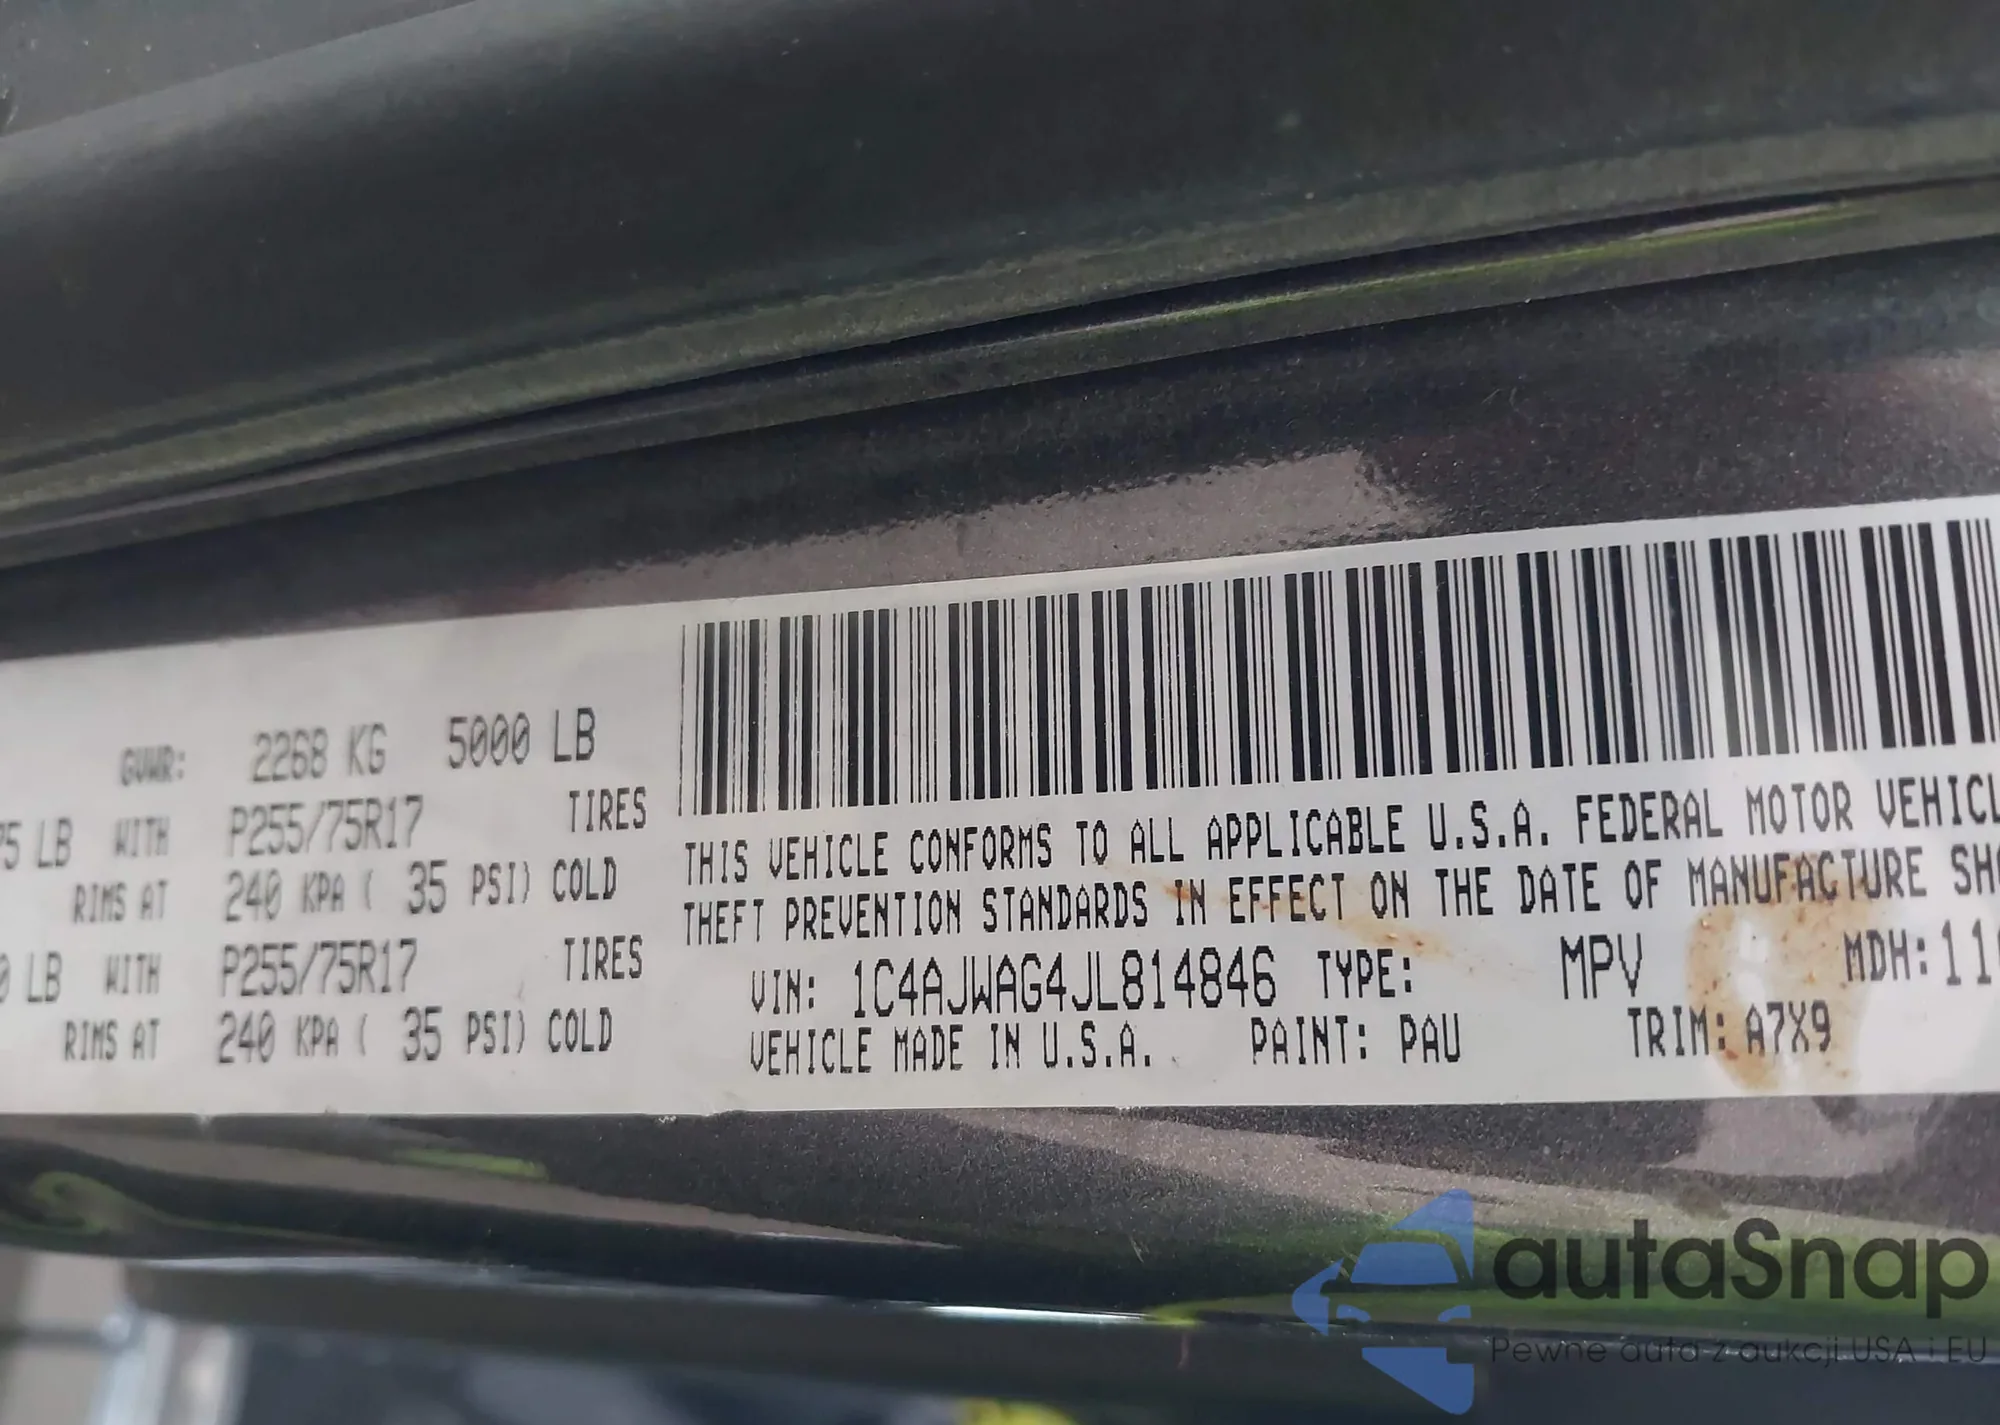 GVWR: 2268 KG 5000 LB
LB WITH P255/75R17 TIRES
RIMS AT 240 KPA ( 35 PSI) COLD
LB WITH P255/75R17 TIRES
RIMS AT 240 KPA ( 35 PSI) COLD
THIS VEHICLE CONFORMS TO ALL APPLICABLE U.S.A. FEDERAL MOTOR VEHICL
THEFT PREVENTION STANDARDS IN EFFECT ON THE DATE OF MANUFACTURE SHO
VIN: 1C4AJWAG4JL814846 TYPE: MPV MDH: 11
VEHICLE MADE IN U.S.A. PAINT: PAU TRIM: A7X9
autaSnap
Pewne auta z aukcji USA i EU